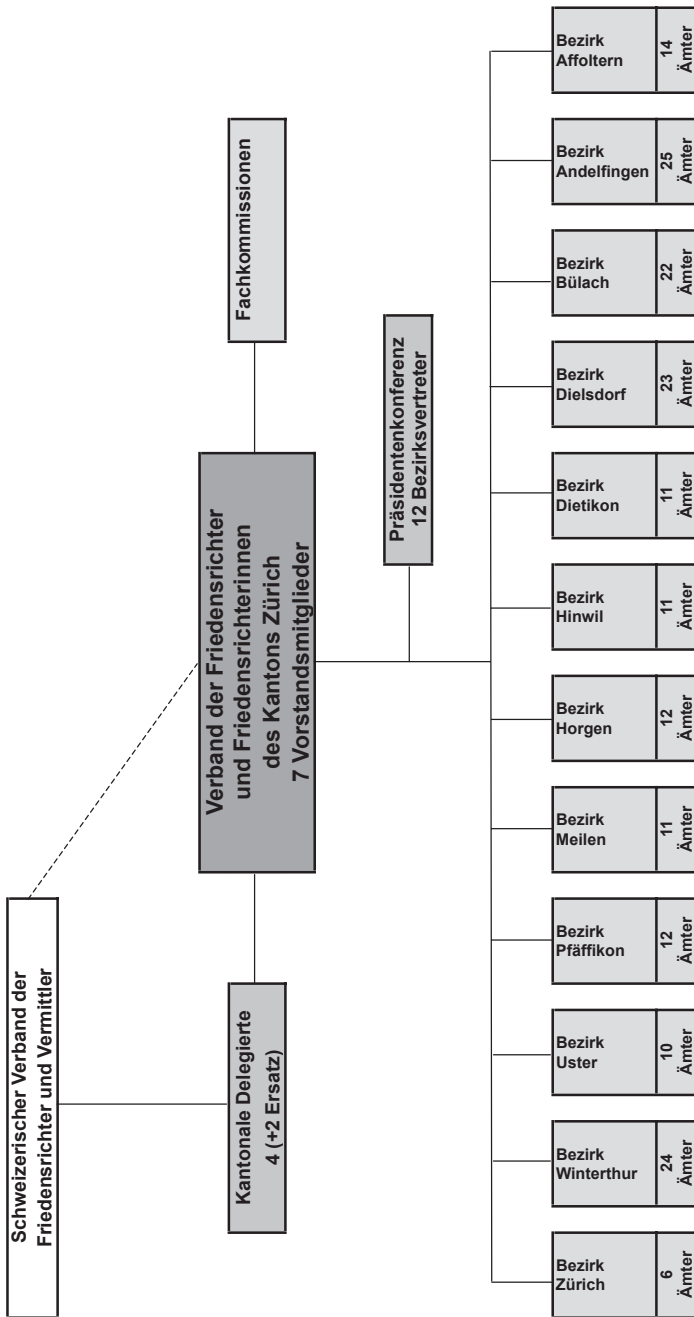 Schweizerischer Verband der
Friedensrichter und Vermittler
Kantonale Delegierte
4 (+2 Ersatz)
Verband der Friedensrichter
und Friedensrichterinnen
des Kantons Zürich
7 Vorstandsmitglieder
Fachkommissionen
Präsidentenkonferenz
12 Bezirksvertreter
Bezirk
Affoltern
14
Ämter
Bezirk
Andelfingen
25
Ämter
Bezirk
Bülach
22
Ämter
Bezirk
Dielsdorf
23
Ämter
Bezirk
Dietikon
11
Ämter
Bezirk
Hinwil
11
Ämter
Bezirk
Horgen
12
Ämter
Bezirk
Meilen
11
Ämter
Bezirk
Pfäffikon
12
Ämter
Bezirk
Uster
10
Ämter
Bezirk
Winterthur
24
Ämter
Bezirk
Zürich
6
Ämter